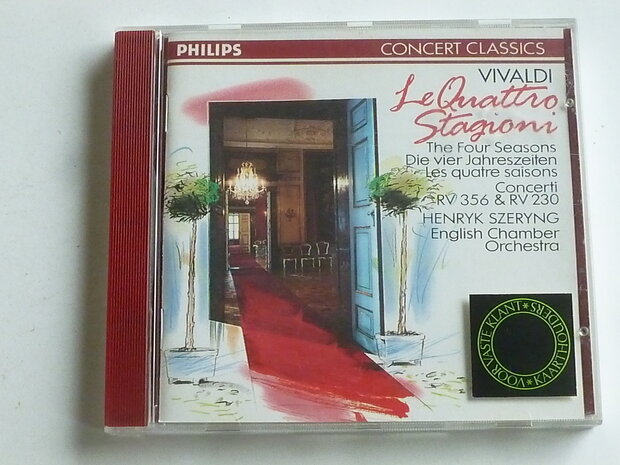 PHILIPS
CONCERT CLASSICS
VIVALDI
Le Quattro
Stagioni
The Four Seasons
Die vier Jahreszeiten
Les quatre saisons
Concerti
RV 356 & RV 230
HENRYK SZERYNG
English Chamber
Orchestra
VOOR VASTE KLANT*
KAARTHOUDERS*